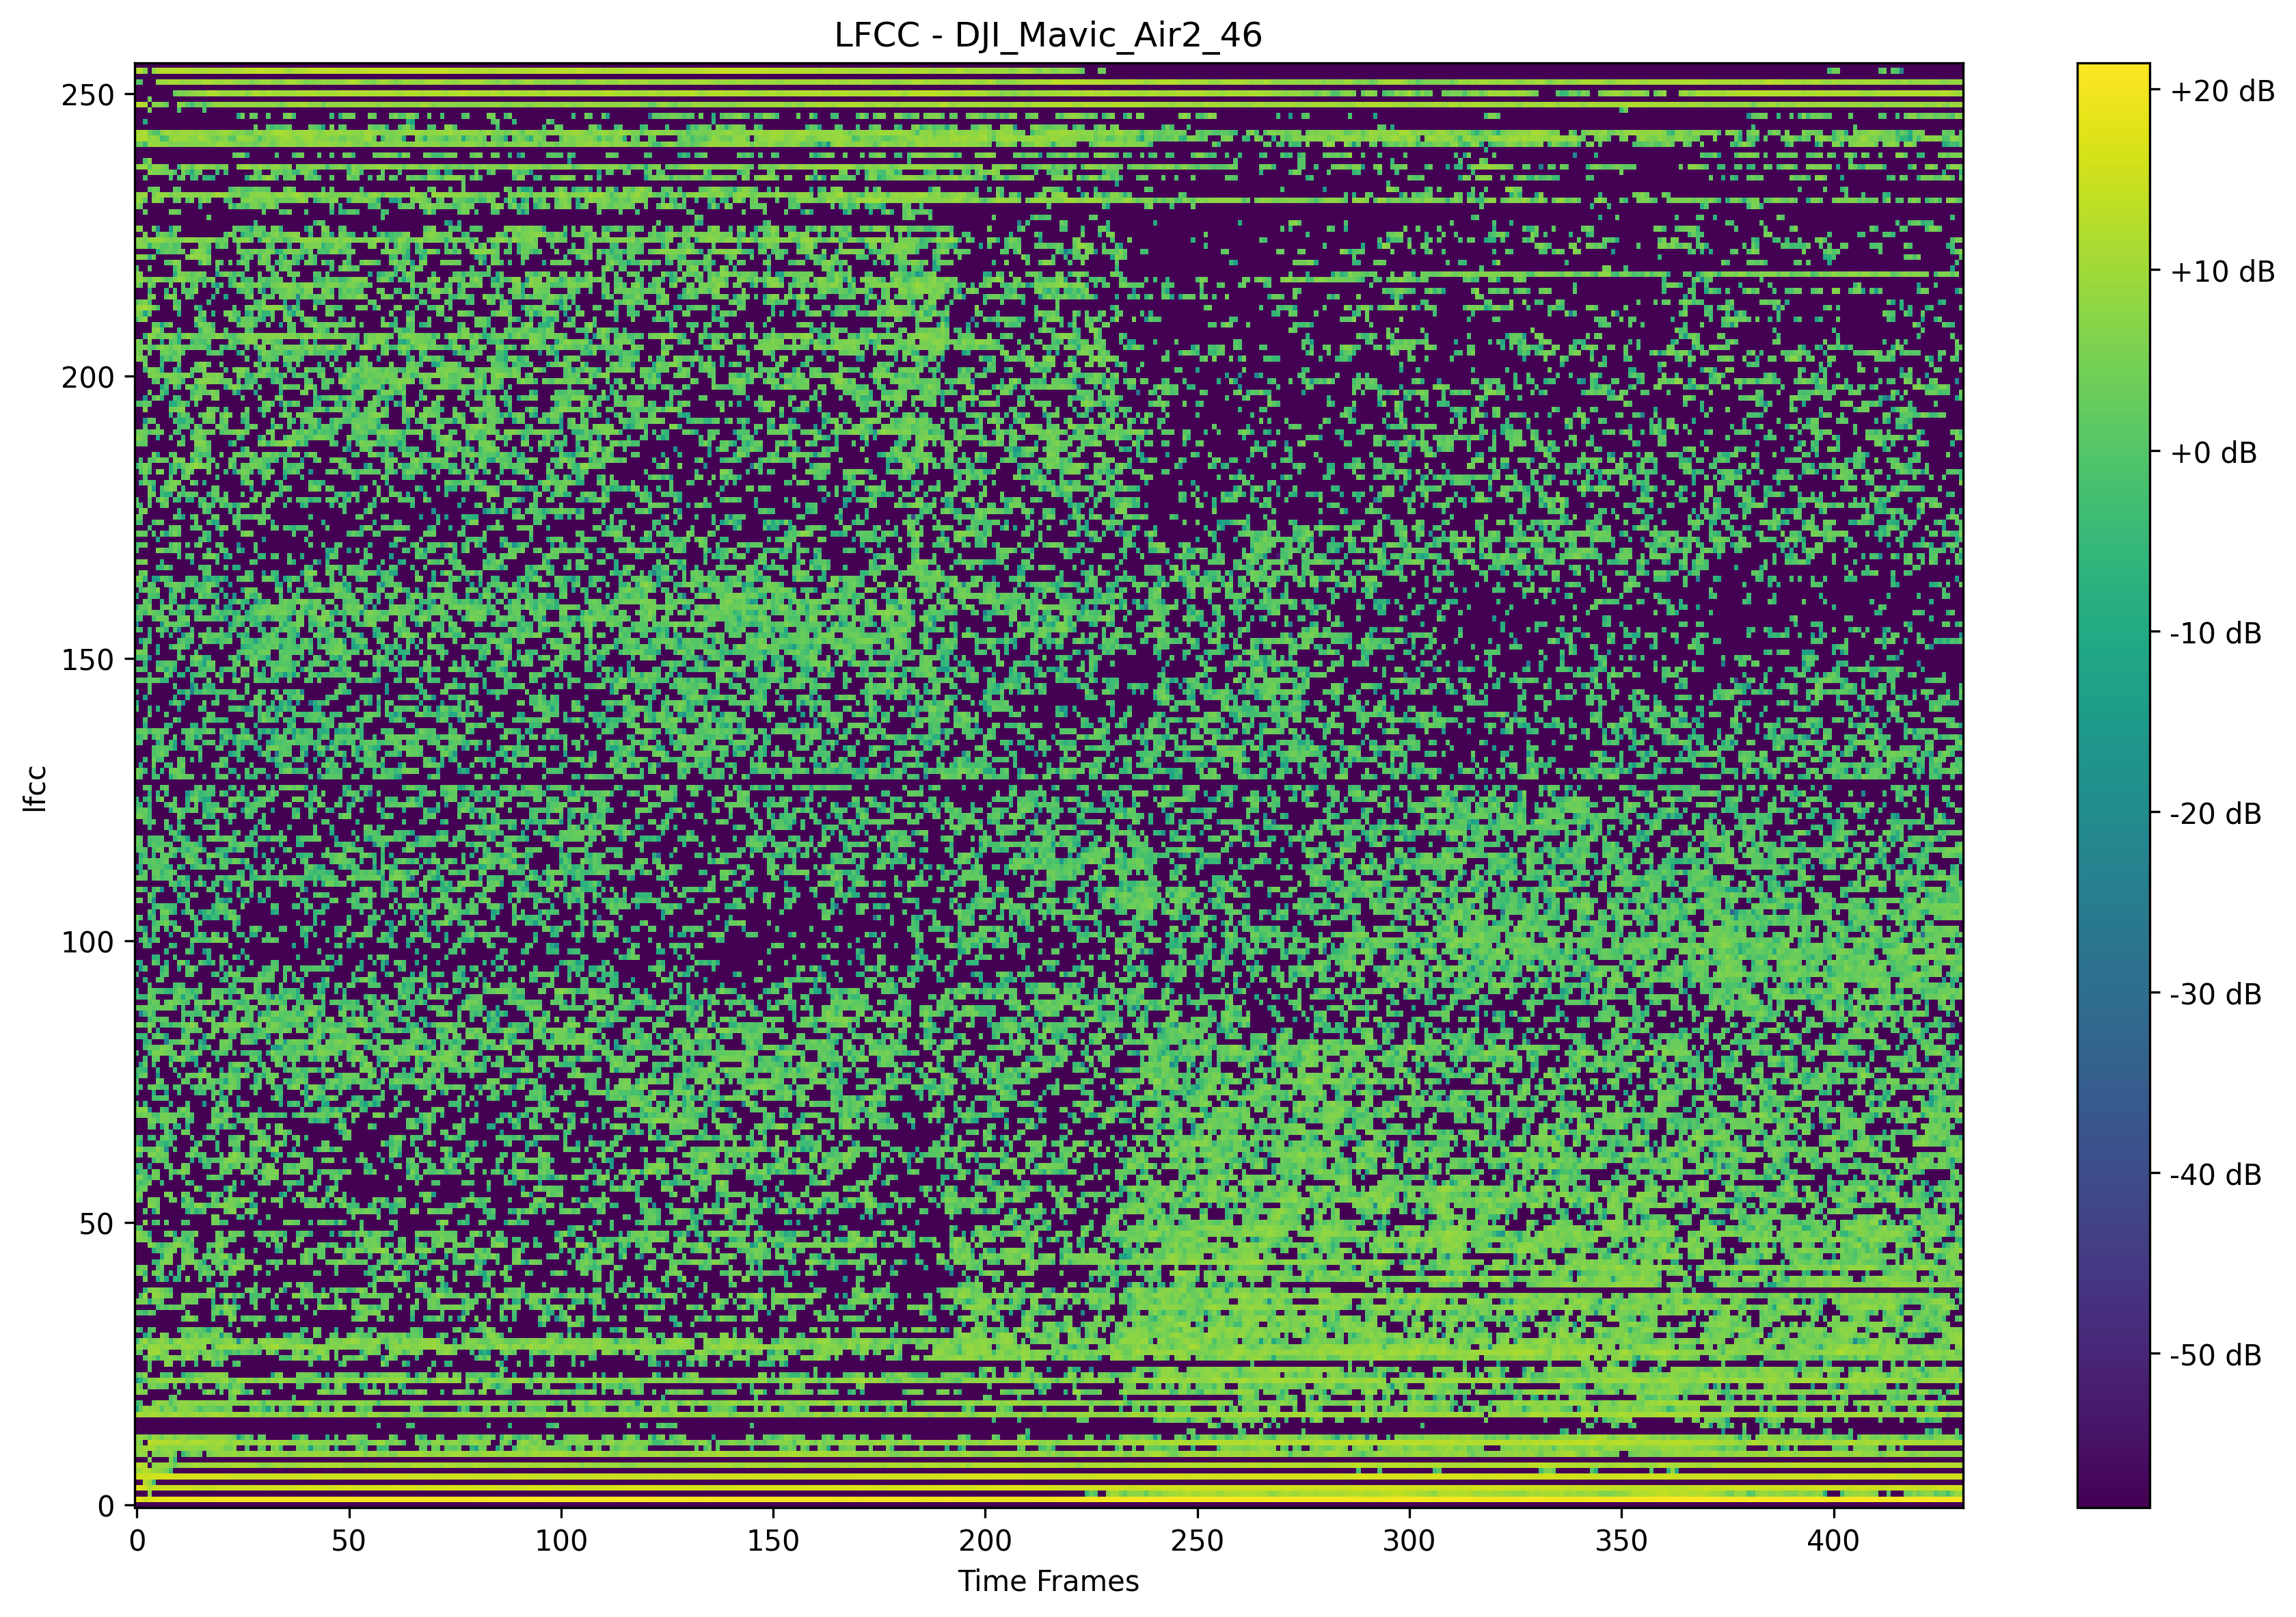 LFCC - DJI_Mavic_Air2_46
250
200
150
100
50
0
lfcc
0 50 100 150 200 250 300 350 400
Time Frames
+20 dB
+10 dB
+0 dB
-10 dB
-20 dB
-30 dB
-40 dB
-50 dB